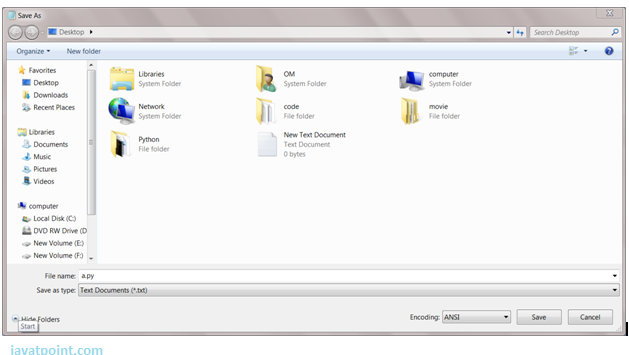 Save As
Desktop
Search Desktop
Organize
New folder
Favorites
Desktop
Downloads
Recent Places
Libraries
Documents
Music
Pictures
Videos
computer
Local Disk (C:)
DVD RW Drive (D
New Volume (E:)
New Volume (F:)
Libraries
System Folder
OM
System Folder
computer
System Folder
Network
System Folder
code
File folder
movie
File folder
Python
File folder
New Text Document
Text Document
0 bytes
File name: a.py
Save as type: Text Documents (*.txt)
Hide Folders
Encoding: ANSI
Save
Cancel
Start
javatpoint.com